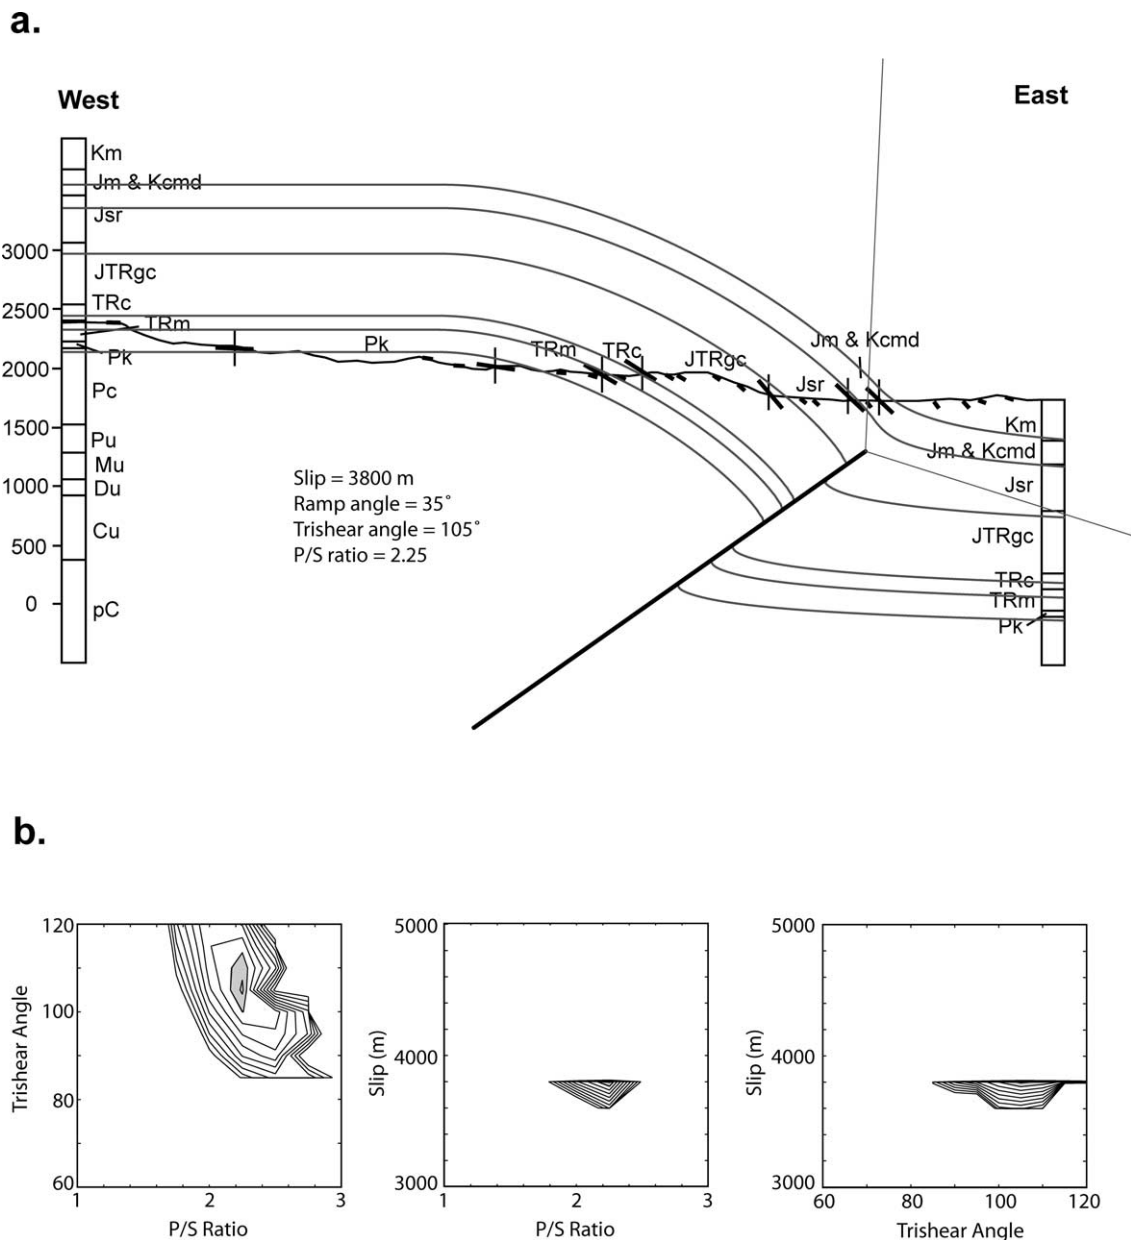 a.
West
East
Km
Jm & Kcmd
Jsr
3000
JTRgc
TRc
2500
TRm
Pk
Pk
TRm
TRc
JTRgc
Jm & Kcmd
Jsr
2000
Pc
1500
Pu
Mu
1000
Du
Cu
500
0
pC
Slip = 3800 m
Ramp angle = 35˚
Trishear angle = 105˚
P/S ratio = 2.25
Km
Jm & Kcmd
Jsr
JTRgc
TRc
TRm
Pk
b.
120
100
80
60
Trishear Angle
1 2 3
P/S Ratio
5000
4000
3000
Slip (m)
1 2 3
P/S Ratio
5000
4000
3000
Slip (m)
60 80 100 120
Trishear Angle